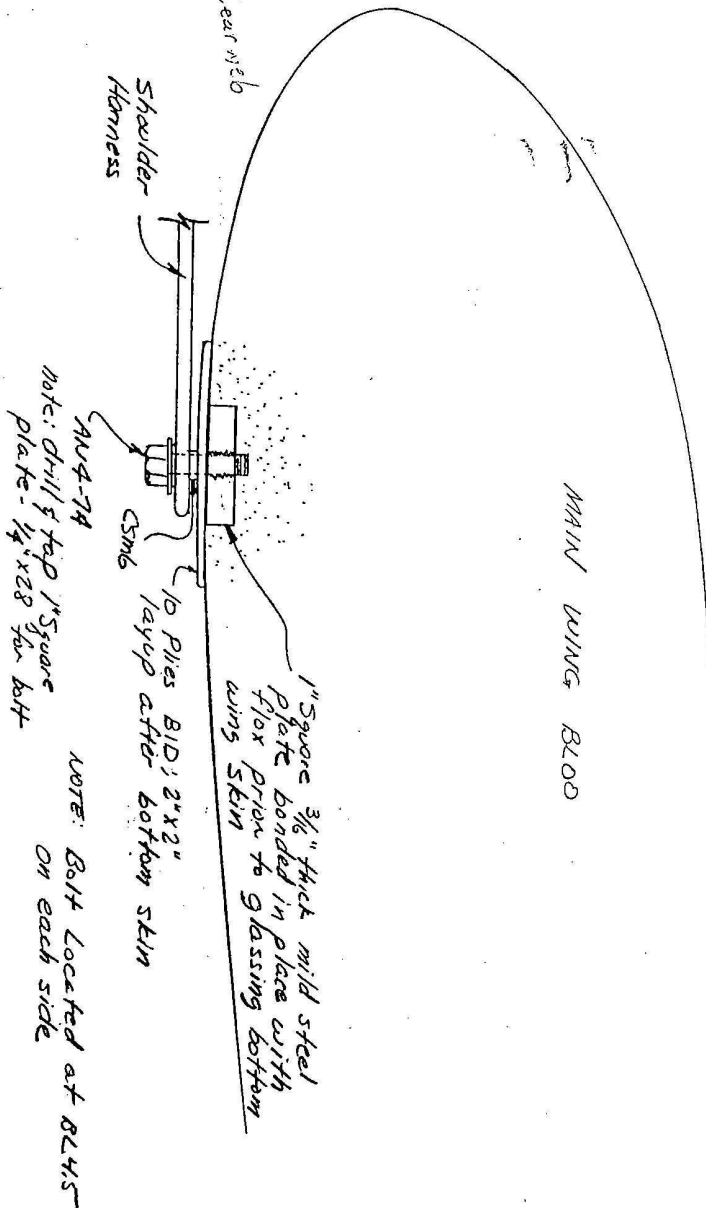 MAIN WING BL00
1" Square 3/16" thick mild steel
plate bonded in place with
flox prior to glassing bottom
wing skin
Shoulder
Harness
CSM6
10 Plies BID; 2"x2"
layup after bottom skin
AN4-7A
Note: drill & tap 1" Square
plate - 1/4"x28 for bolt
NOTE: Bolt Located at BL4.5
on each side